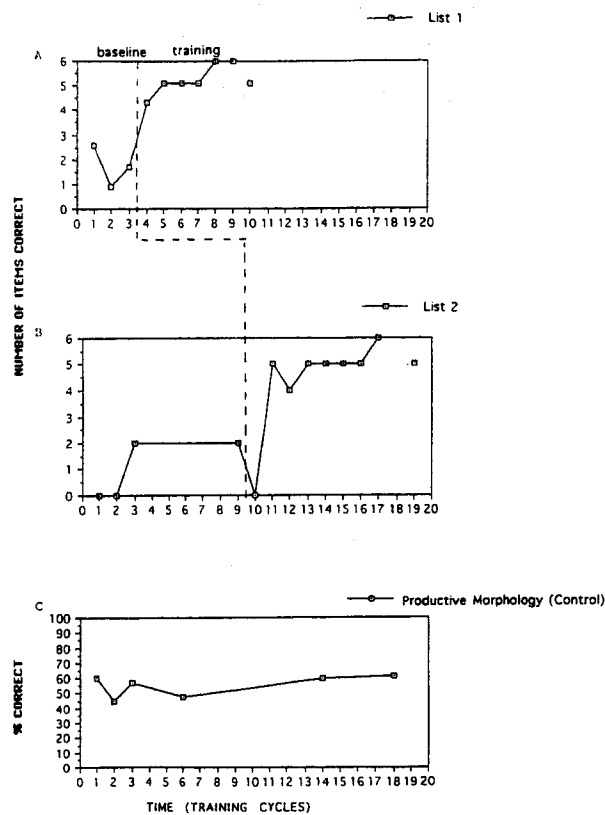 List 1
A
baseline training
6
5
4
3
2
1
0
0 1 2 3 4 5 6 7 8 9 10 11 12 13 14 15 16 17 18 19 20
NUMBER OF ITEMS CORRECT
List 2
B
6
5
4
3
2
1
0
0 1 2 3 4 5 6 7 8 9 10 11 12 13 14 15 16 17 18 19 20
Productive Morphology (Control)
C
100
90
80
70
60
50
40
30
20
10
0
% CORRECT
0 1 2 3 4 5 6 7 8 9 10 11 12 13 14 15 16 17 18 19 20
TIME (TRAINING CYCLES)